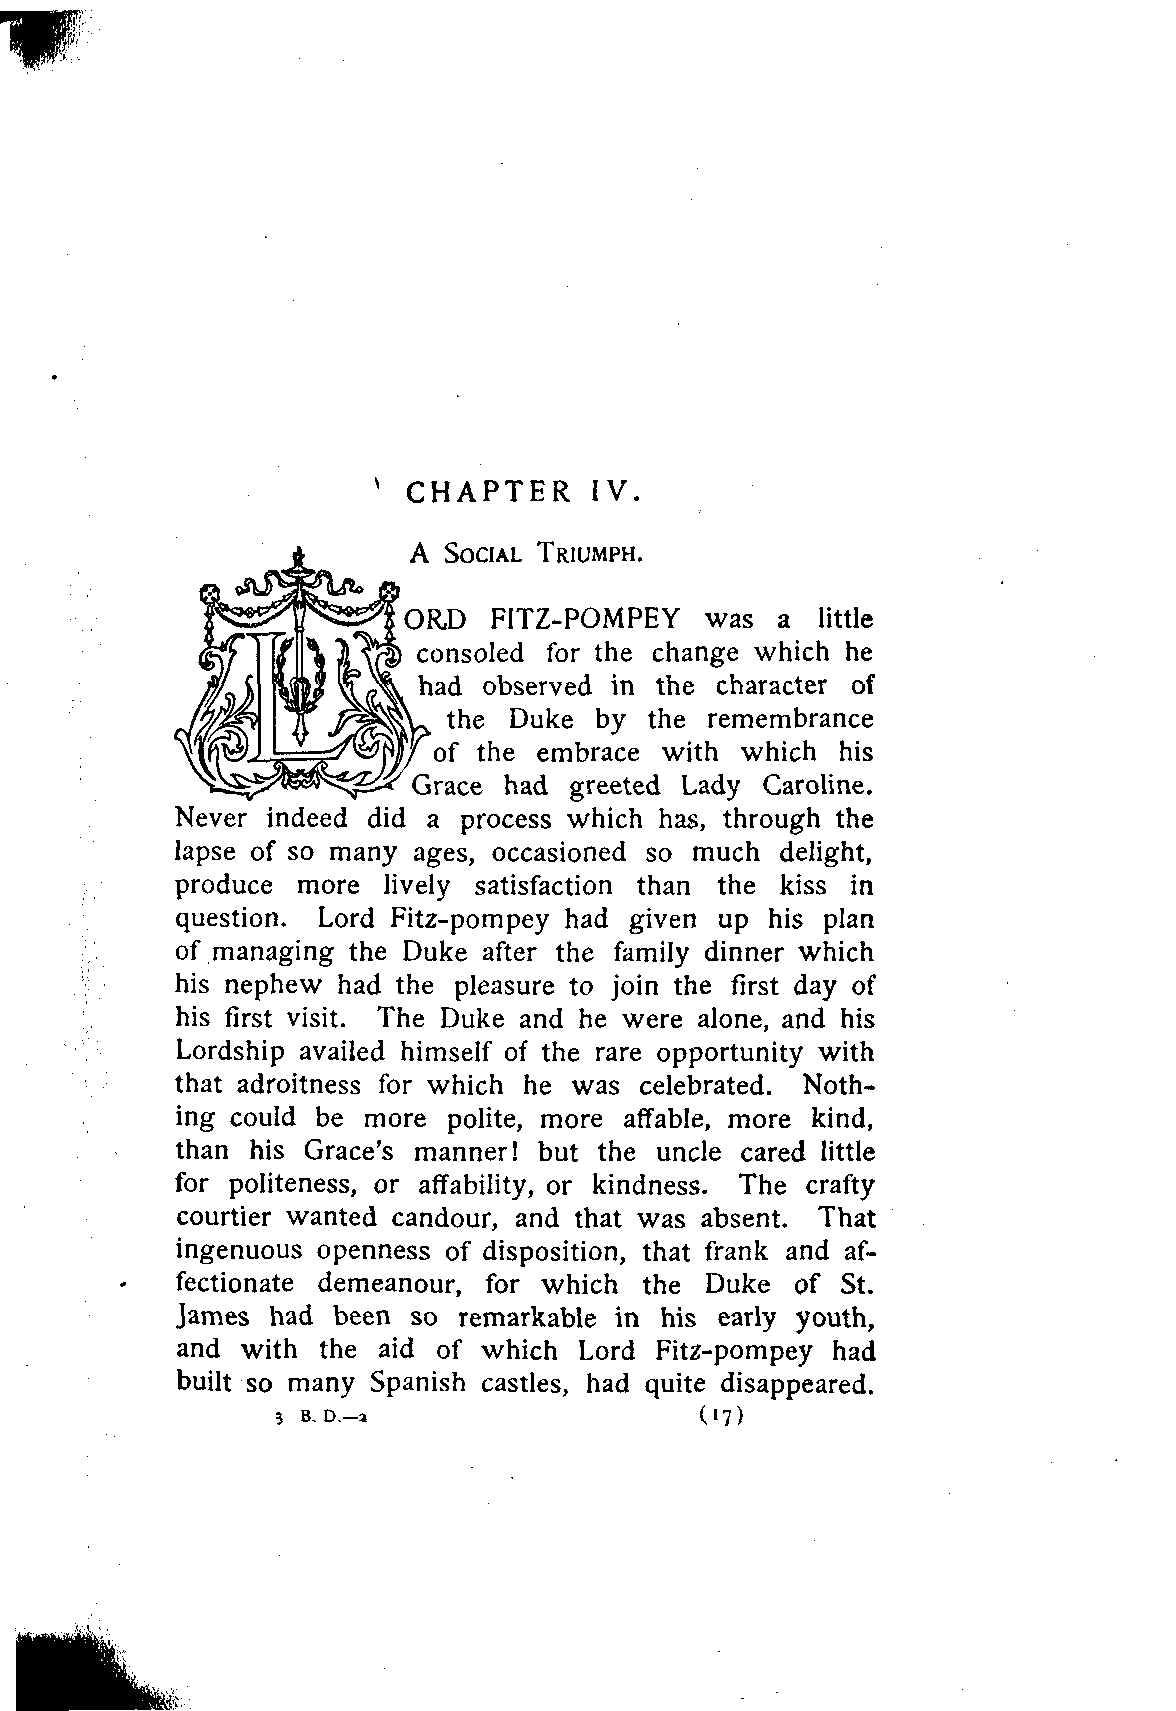 CHAPTER IV.
A SOCIAL TRIUMPH.
LORD FITZ-POMPEY was a little
consoled for the change which he
had observed in the character of
the Duke by the remembrance
of the embrace with which his
Grace had greeted Lady Caroline.
Never indeed did a process which has, through the
lapse of so many ages, occasioned so much delight,
produce more lively satisfaction than the kiss in
question. Lord Fitz-pompey had given up his plan
of managing the Duke after the family dinner which
his nephew had the pleasure to join the first day of
his first visit. The Duke and he were alone, and his
Lordship availed himself of the rare opportunity with
that adroitness for which he was celebrated. Noth-
ing could be more polite, more affable, more kind,
than his Grace's manner! but the uncle cared little
for politeness, or affability, or kindness. The crafty
courtier wanted candour, and that was absent. That
ingenuous openness of disposition, that frank and af-
fectionate demeanour, for which the Duke of St.
James had been so remarkable in his early youth,
and with the aid of which Lord Fitz-pompey had
built so many Spanish castles, had quite disappeared.
3 B. D.—2 (17)